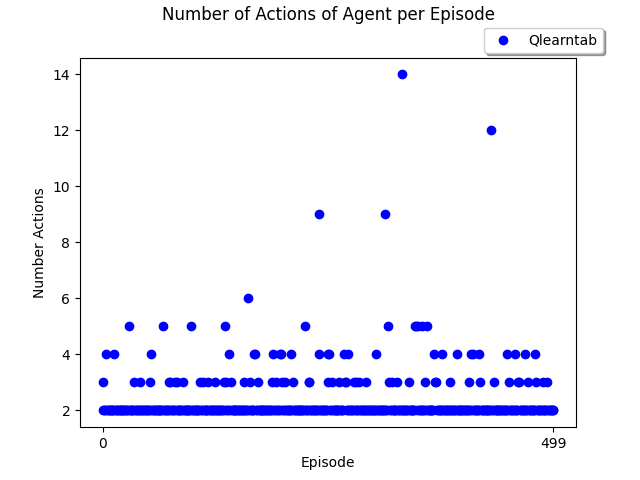 Number of Actions of Agent per Episode
Qlearntab
14
12
10
8
6
4
2
Number Actions
0
499
Episode